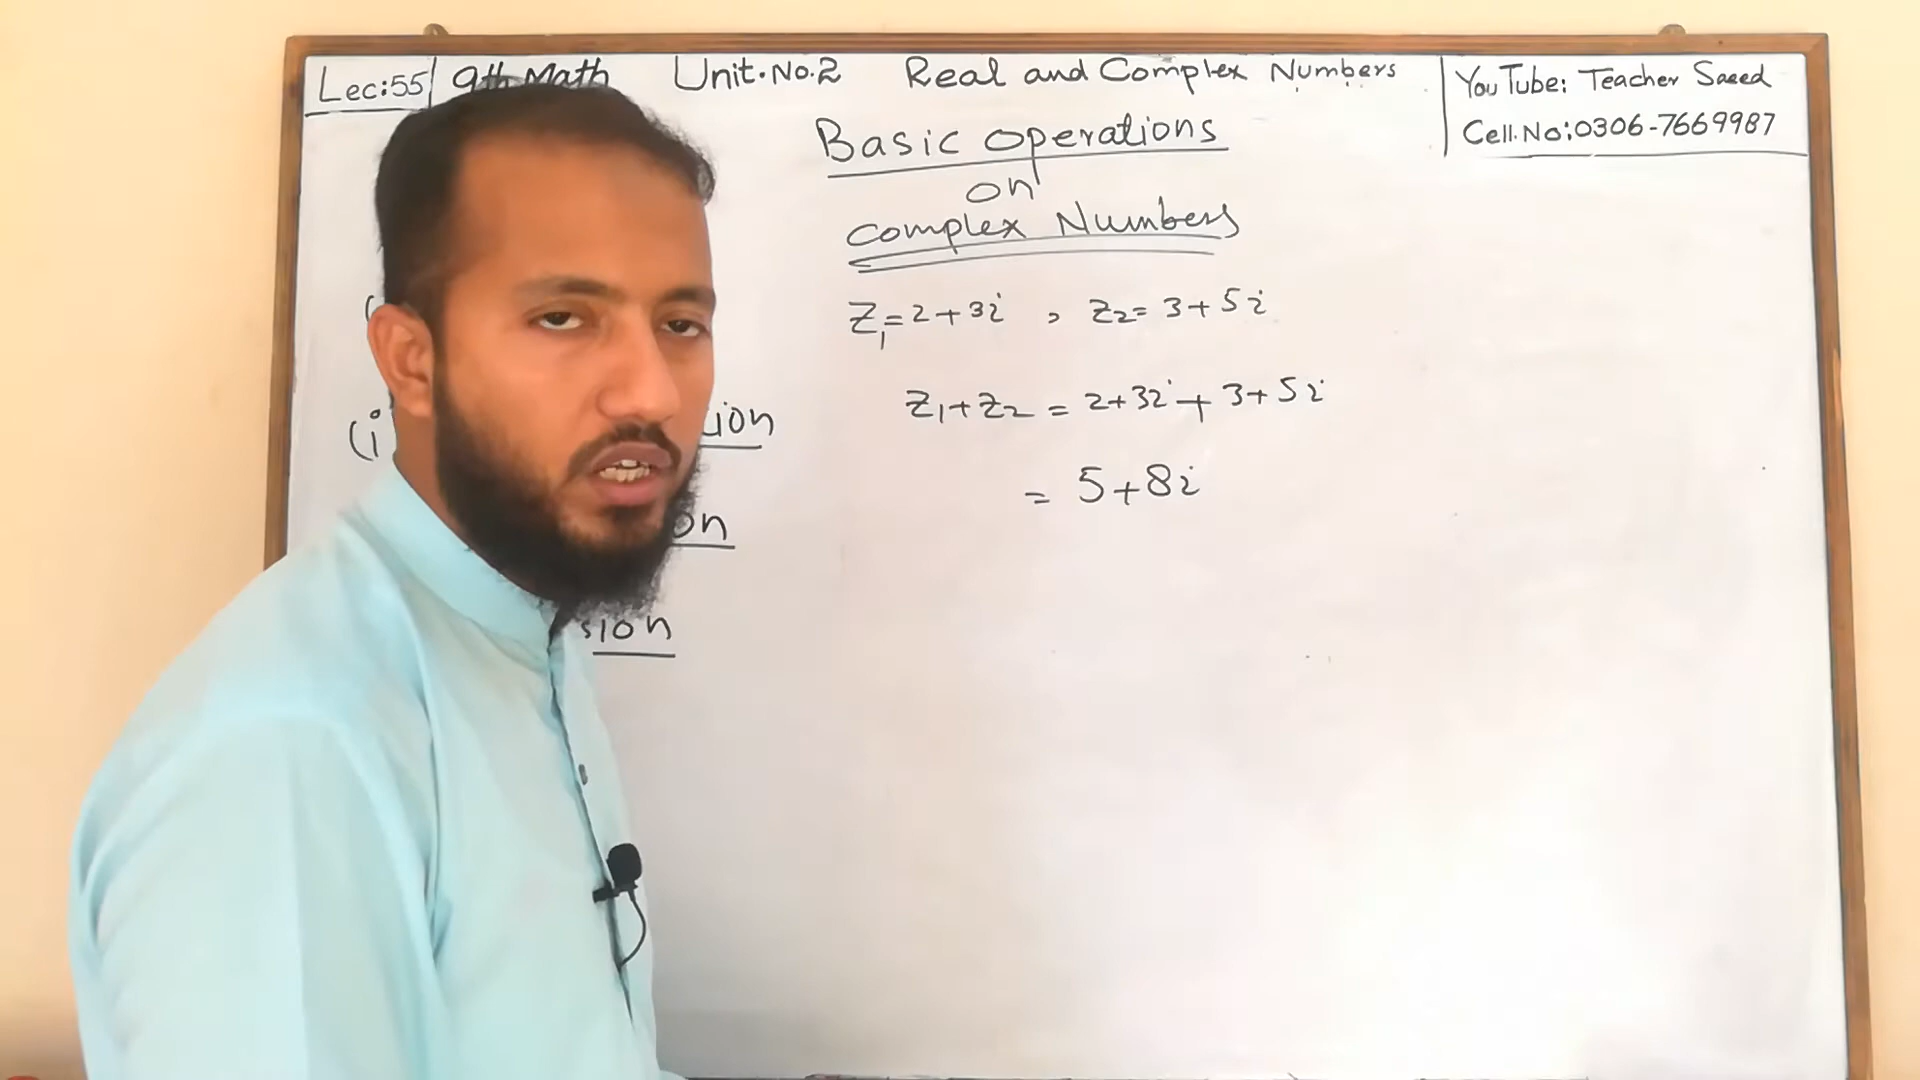 Lec:55 9th Math Unit.No.2 Real and Complex Numbers
YouTube: Teacher Saeed
Cell.No:0306-7669987
Basic Operations
on
Complex Numbers
Z₁=2+3i , Z₂=3+5i
Z₁+Z₂=2+3i+3+5i
=5+8i